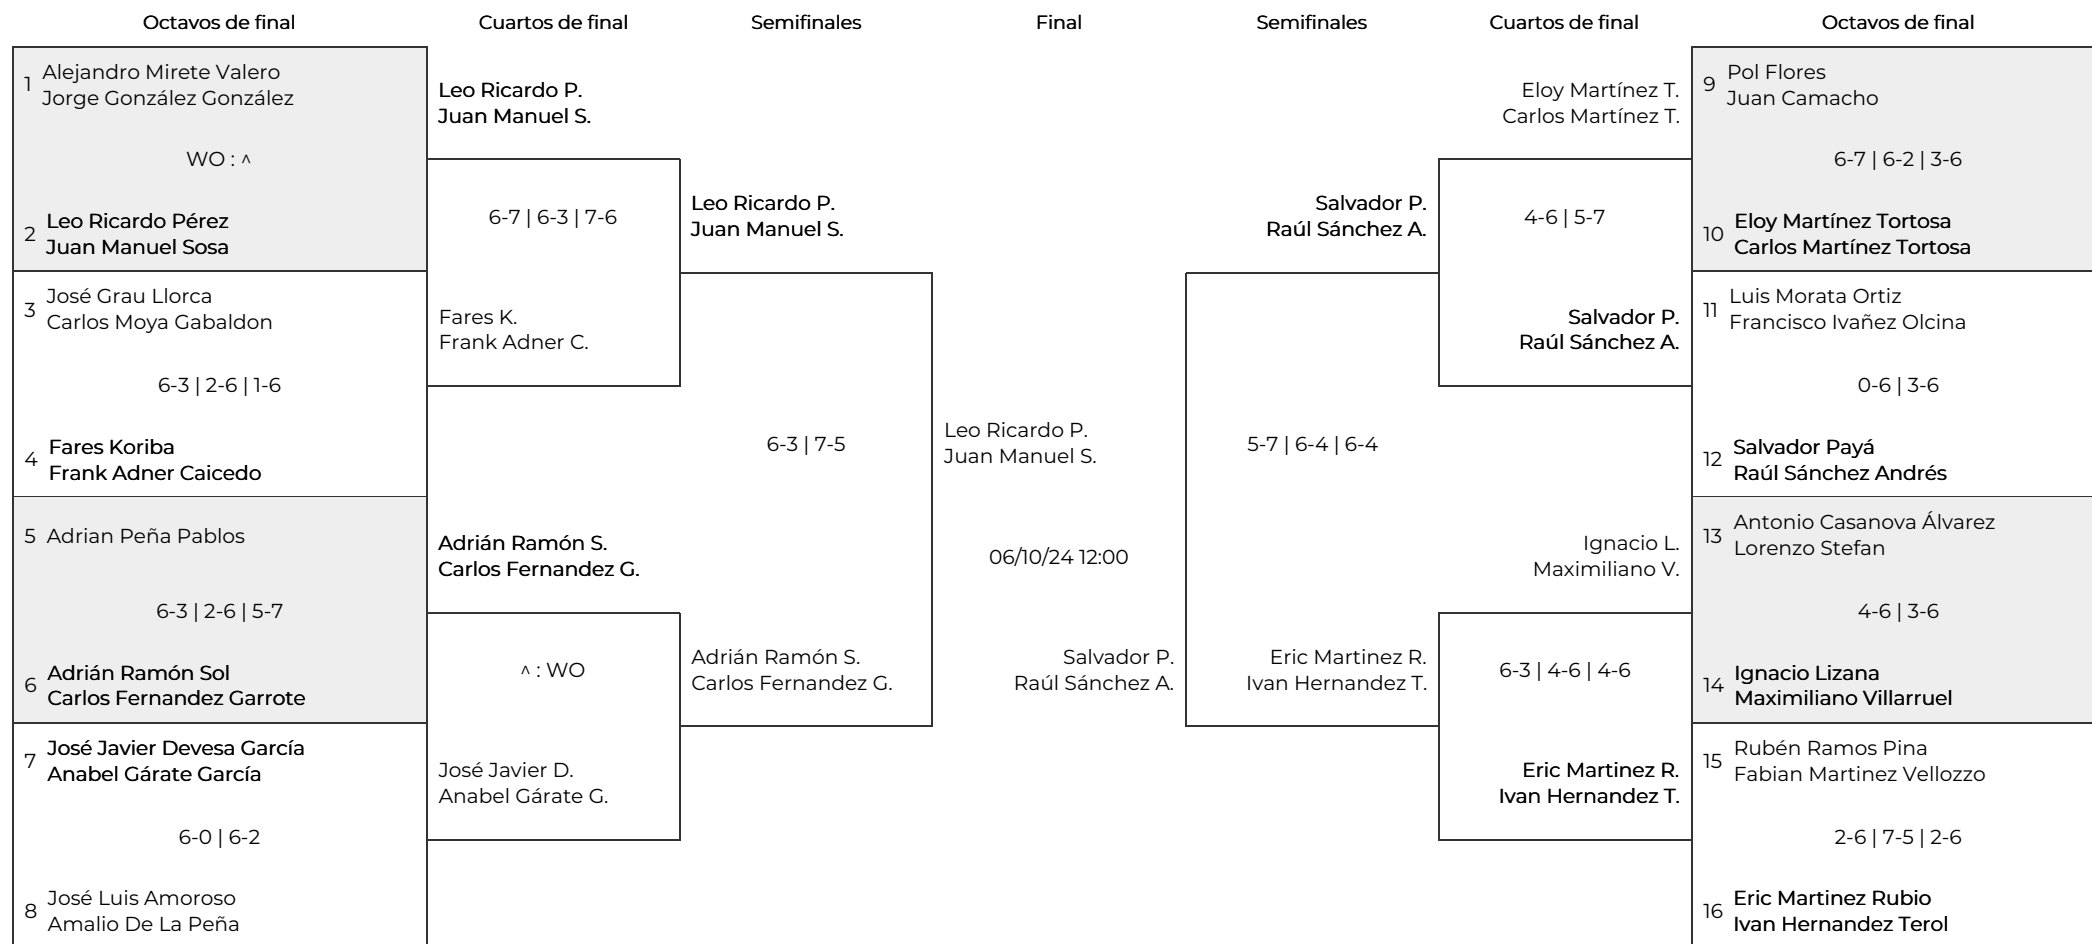 Octavos de final
Cuartos de final
Semifinales
Final
Semifinales
Cuartos de final
Octavos de final
1
Alejandro Mirete Valero
Jorge González González
WO : ^
2
Leo Ricardo Pérez
Juan Manuel Sosa
3
José Grau Llorca
Carlos Moya Gabaldon
6-3 | 2-6 | 1-6
4
Fares Koriba
Frank Adner Caicedo
5
Adrian Peña Pablos
6-3 | 2-6 | 5-7
6
Adrián Ramón Sol
Carlos Fernandez Garrote
7
José Javier Devesa García
Anabel Gárate García
6-0 | 6-2
8
José Luis Amoroso
Amalio De La Peña
Leo Ricardo P.
Juan Manuel S.
6-7 | 6-3 | 7-6
Fares K.
Frank Adner C.
Adrián Ramón S.
Carlos Fernandez G.
^ : WO
José Javier D.
Anabel Gárate G.
Leo Ricardo P.
Juan Manuel S.
6-3 | 7-5
Adrián Ramón S.
Carlos Fernandez G.
Leo Ricardo P.
Juan Manuel S.
06/10/24 12:00
Salvador P.
Raúl Sánchez A.
Salvador P.
Raúl Sánchez A.
5-7 | 6-4 | 6-4
Eric Martinez R.
Ivan Hernandez T.
Eloy Martínez T.
Carlos Martínez T.
4-6 | 5-7
Salvador P.
Raúl Sánchez A.
Ignacio L.
Maximiliano V.
6-3 | 4-6 | 4-6
Eric Martinez R.
Ivan Hernandez T.
9
Pol Flores
Juan Camacho
6-7 | 6-2 | 3-6
10
Eloy Martínez Tortosa
Carlos Martínez Tortosa
11
Luis Morata Ortiz
Francisco Ivañez Olcina
0-6 | 3-6
12
Salvador Payá
Raúl Sánchez Andrés
13
Antonio Casanova Álvarez
Lorenzo Stefan
4-6 | 3-6
14
Ignacio Lizana
Maximiliano Villarruel
15
Rubén Ramos Pina
Fabian Martinez Vellozzo
2-6 | 7-5 | 2-6
16
Eric Martinez Rubio
Ivan Hernandez Terol